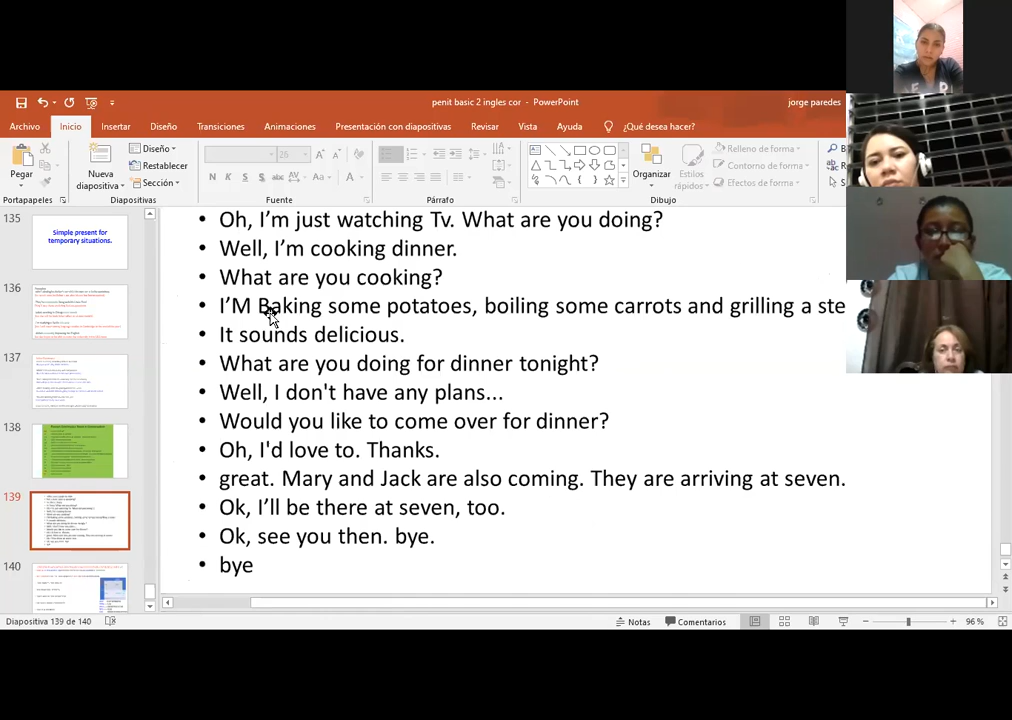 penit basic 2 ingles cor - PowerPoint
jorge paredes
Archivo
Inicio
Insertar
Diseño
Transiciones
Animaciones
Presentación con diapositivas
Revisar
Vista
Ayuda
¿Qué desea hacer?
Pegar
Nueva
diapositiva
Diseño
Restablecer
Sección
26
N K S S abc AV Aa A
Organizar
Estilos
rápidos
Relleno de forma
Contorno de forma
Efectos de forma
Portapapeles
Diapositivas
Fuente
Párrafo
Dibujo
135
Simple present for
temporary situations.
136
137
138
139
140
• Oh, I’m just watching Tv. What are you doing?
• Well, I’m cooking dinner.
• What are you cooking?
• I’M Baking some potatoes, boiling some carrots and grilling a ste
• It sounds delicious.
• What are you doing for dinner tonight?
• Well, I don't have any plans...
• Would you like to come over for dinner?
• Oh, I'd love to. Thanks.
• great. Mary and Jack are also coming. They are arriving at seven.
• Ok, I’ll be there at seven, too.
• Ok, see you then. bye.
• bye
Diapositiva 139 de 140
Notas
Comentarios
96 %